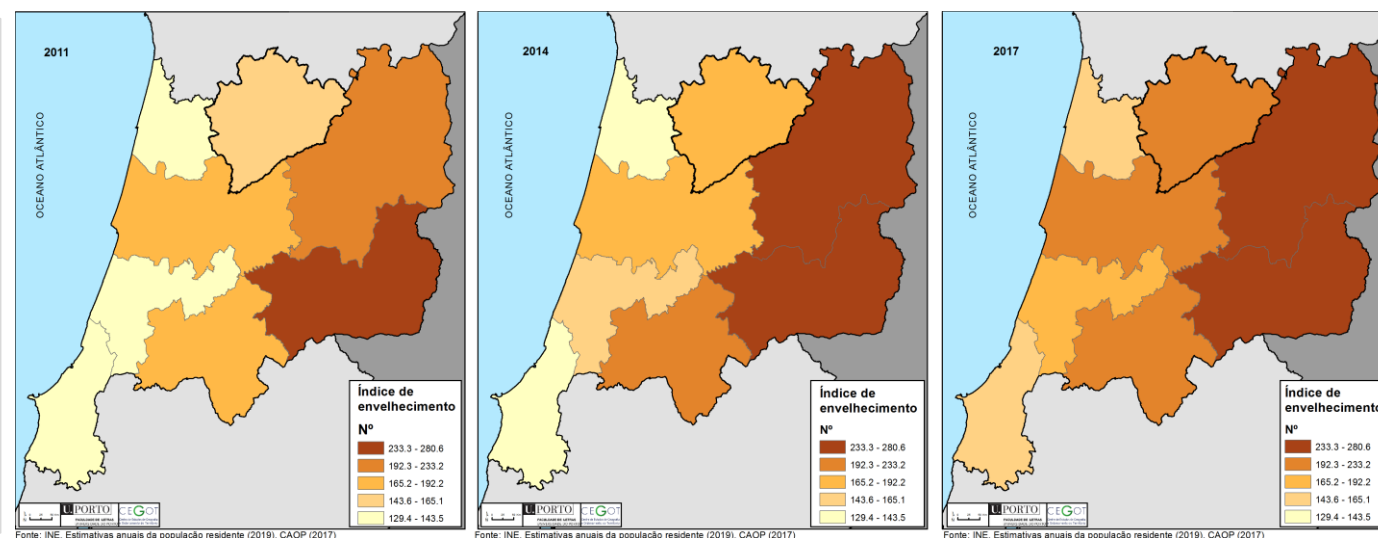 2011
OCEANO ATLÂNTICO
Índice de
envelhecimento
Nº
233.3 - 280.6
192.3 - 233.2
165.2 - 192.2
143.6 - 165.1
129.4 - 143.5
U.PORTO
CEGOT
Fonte: INE, Estimativas anuais da população residente (2019), CAOP (2017)
2014
OCEANO ATLÂNTICO
Índice de
envelhecimento
Nº
233.3 - 280.6
192.3 - 233.2
165.2 - 192.2
143.6 - 165.1
129.4 - 143.5
U.PORTO
CEGOT
Fonte: INE, Estimativas anuais da população residente (2019), CAOP (2017)
2017
OCEANO ATLÂNTICO
Índice de
envelhecimento
Nº
233.3 - 280.6
192.3 - 233.2
165.2 - 192.2
143.6 - 165.1
129.4 - 143.5
U.PORTO
CEGOT
Fonte: INE, Estimativas anuais da população residente (2019), CAOP (2017)